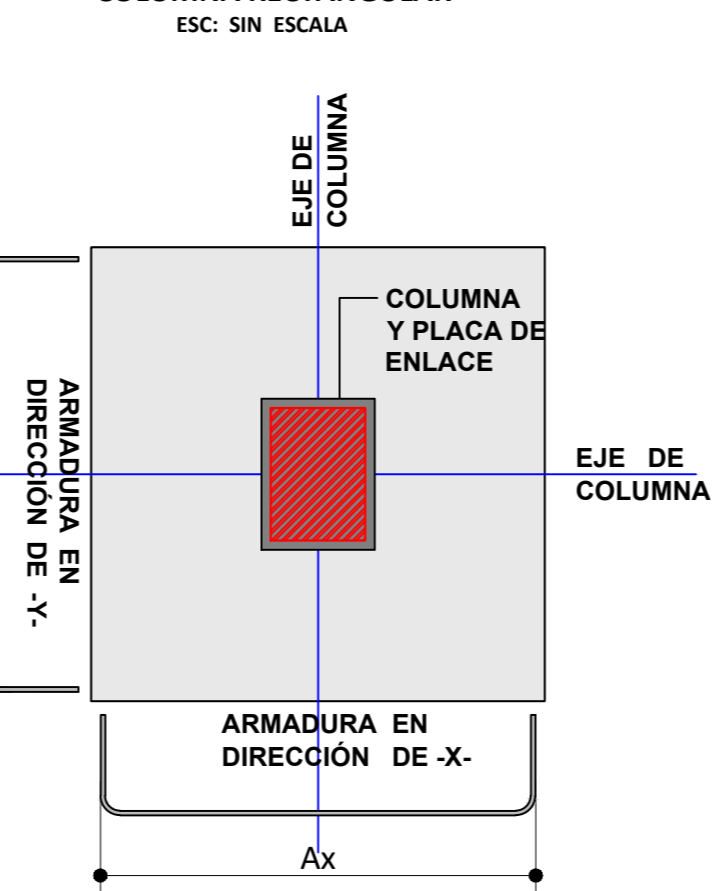 ESC: SIN ESCALA
EJE DE
COLUMNA
COLUMNA
Y PLACA DE
ENLACE
ARMADURA EN
DIRECCIÓN DE -Y-
EJE DE
COLUMNA
ARMADURA EN
DIRECCIÓN DE -X-
Ax